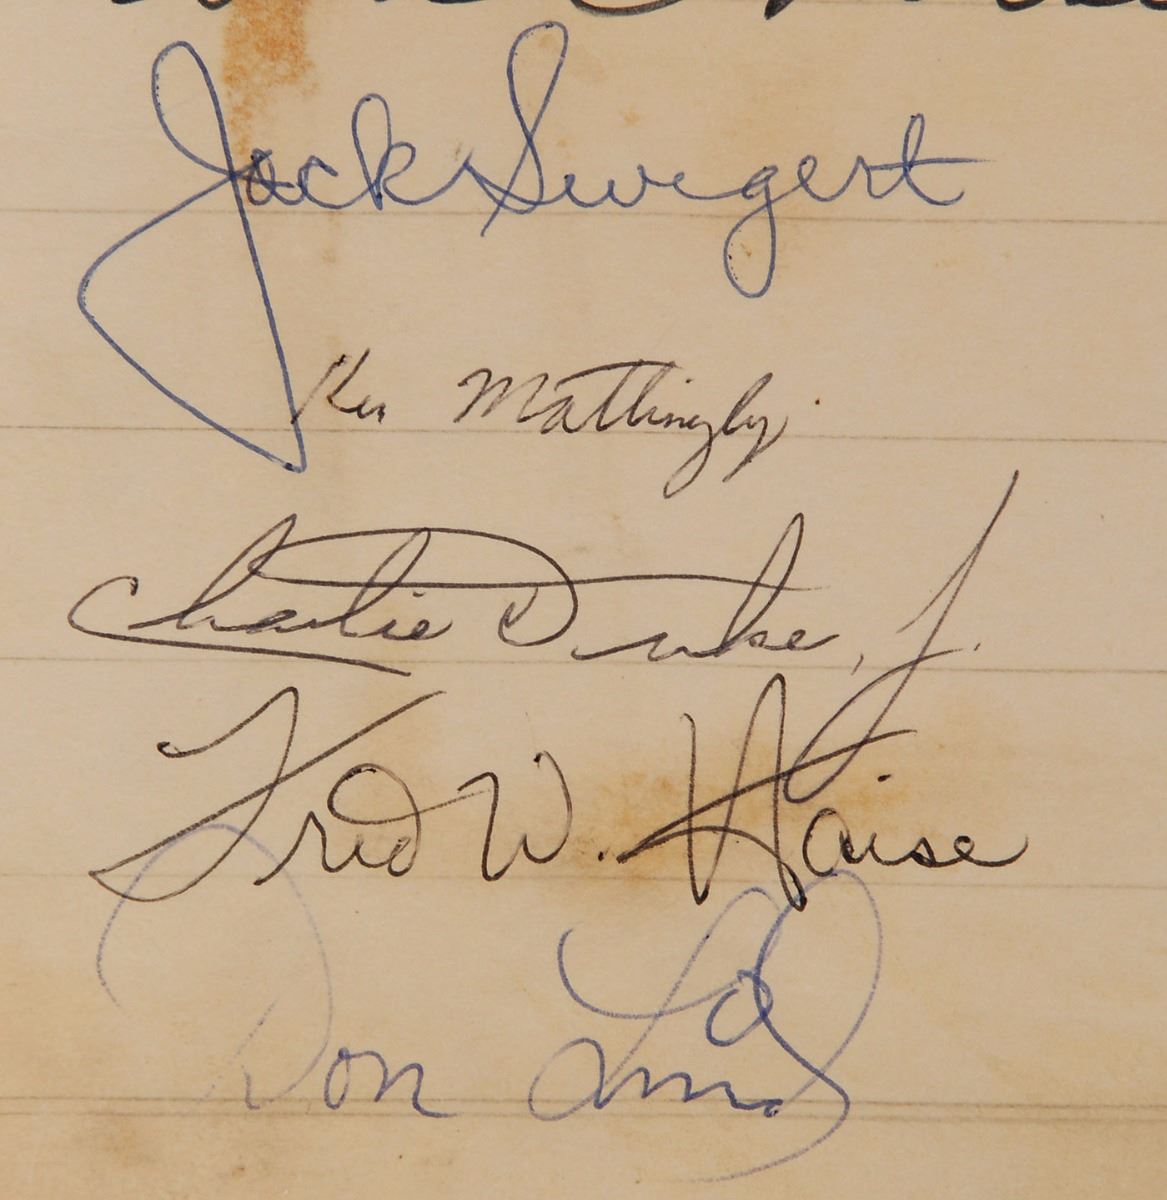 Jack Swigert
Ken Mattingly
Charlie Duke, Jr.
Fred W. Haise
Don Lind